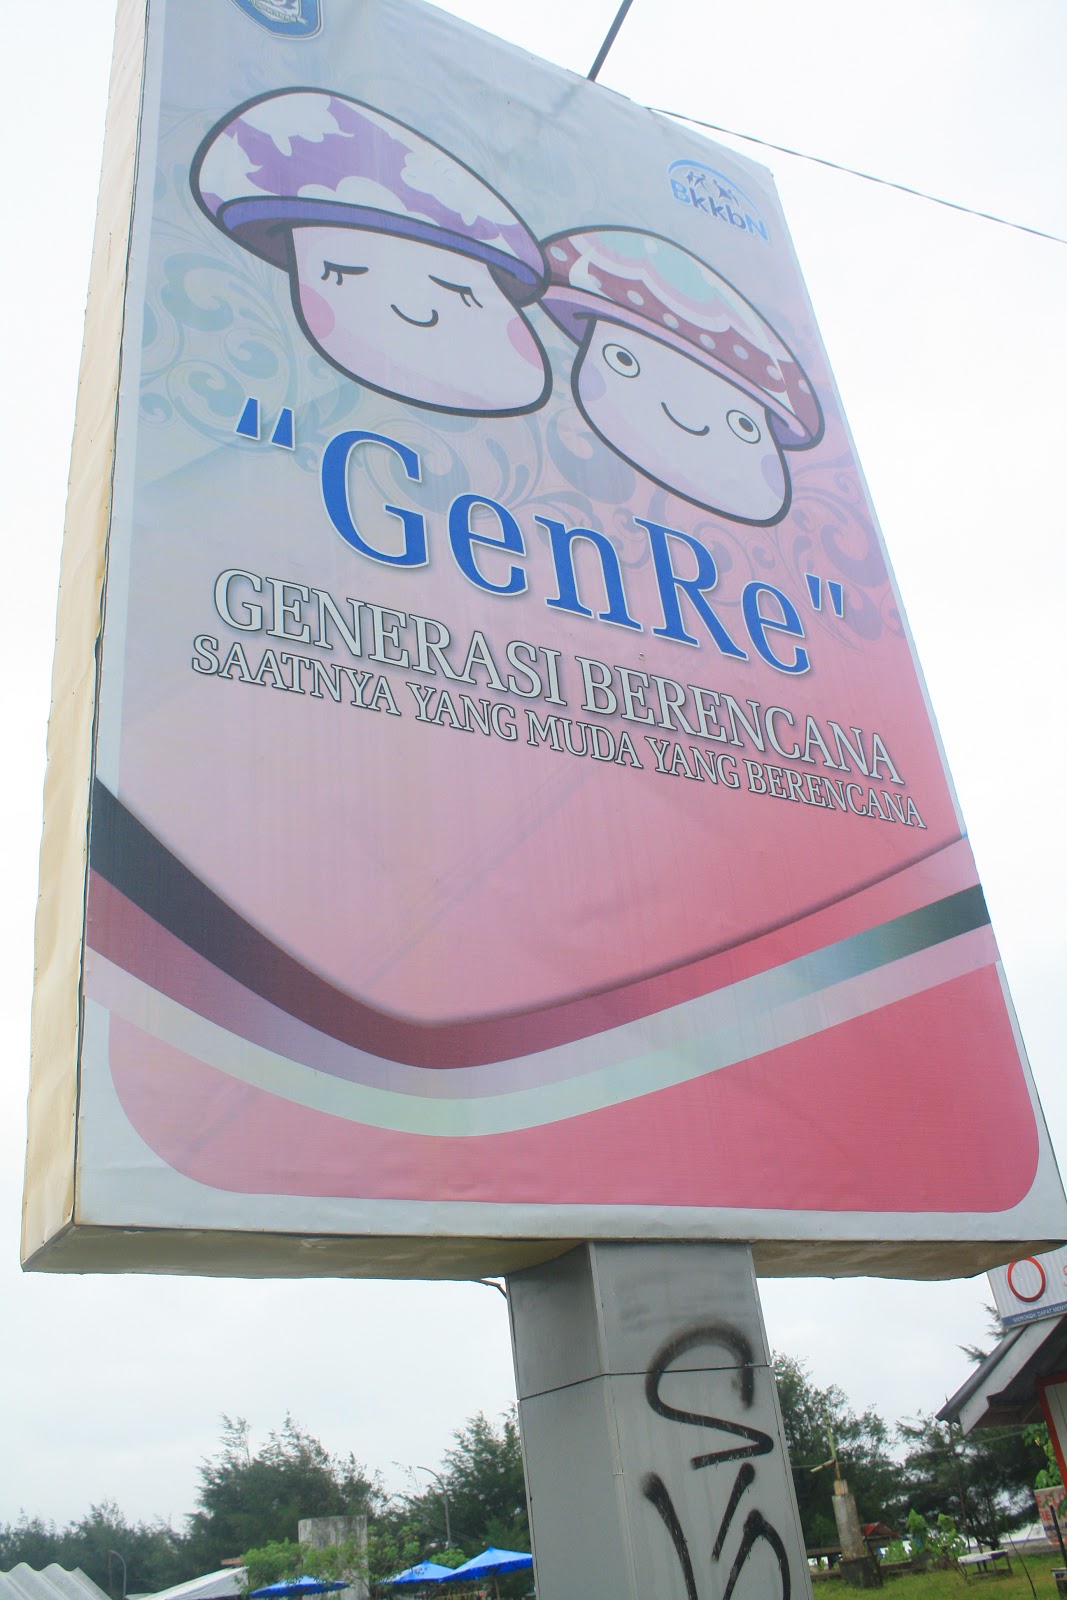 BkkbN
"GenRe"
GENERASI BERENCANA
SAATNYA YANG MUDA YANG BERENCANA